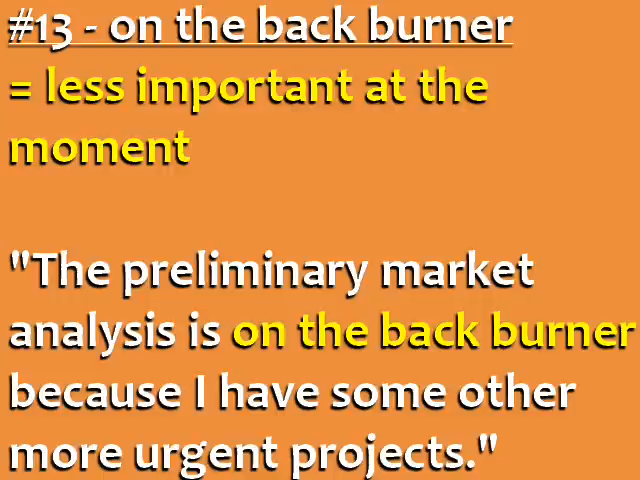 #13 - on the back burner
= less important at the
moment
"The preliminary market
analysis is on the back burner
because I have some other
more urgent projects."